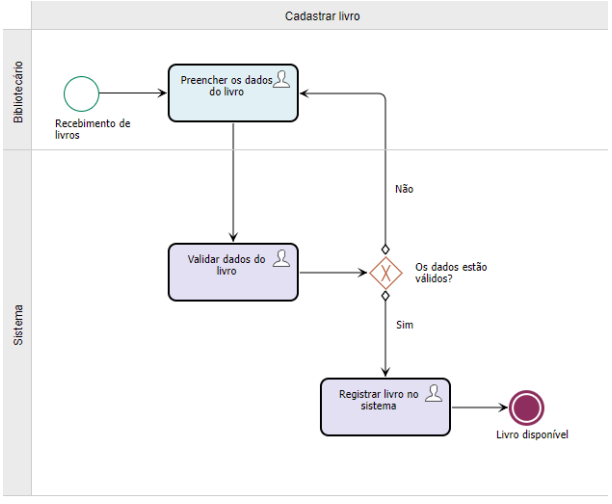 Cadastrar livro
Bibliotecário
Preencher os dados
do livro
Recebimento de
livros
Não
Sistema
Validar dados do
livro
X
Os dados estão
válidos?
Sim
Registrar livro no
sistema
Livro disponível